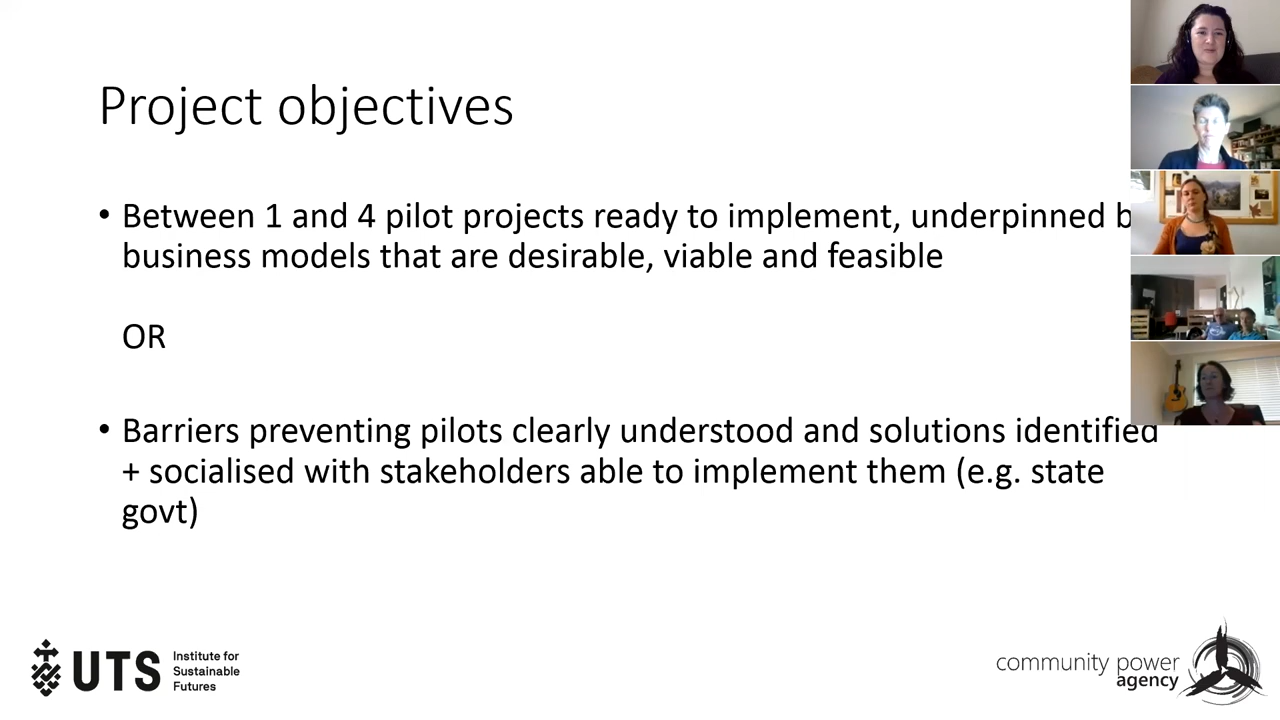 Project objectives
• Between 1 and 4 pilot projects ready to implement, underpinned
business models that are desirable, viable and feasible
OR
• Barriers preventing pilots clearly understood and solutions identified
+ socialised with stakeholders able to implement them (e.g. state
govt)
UTS
Institute for
Sustainable
Futures
community power
agency